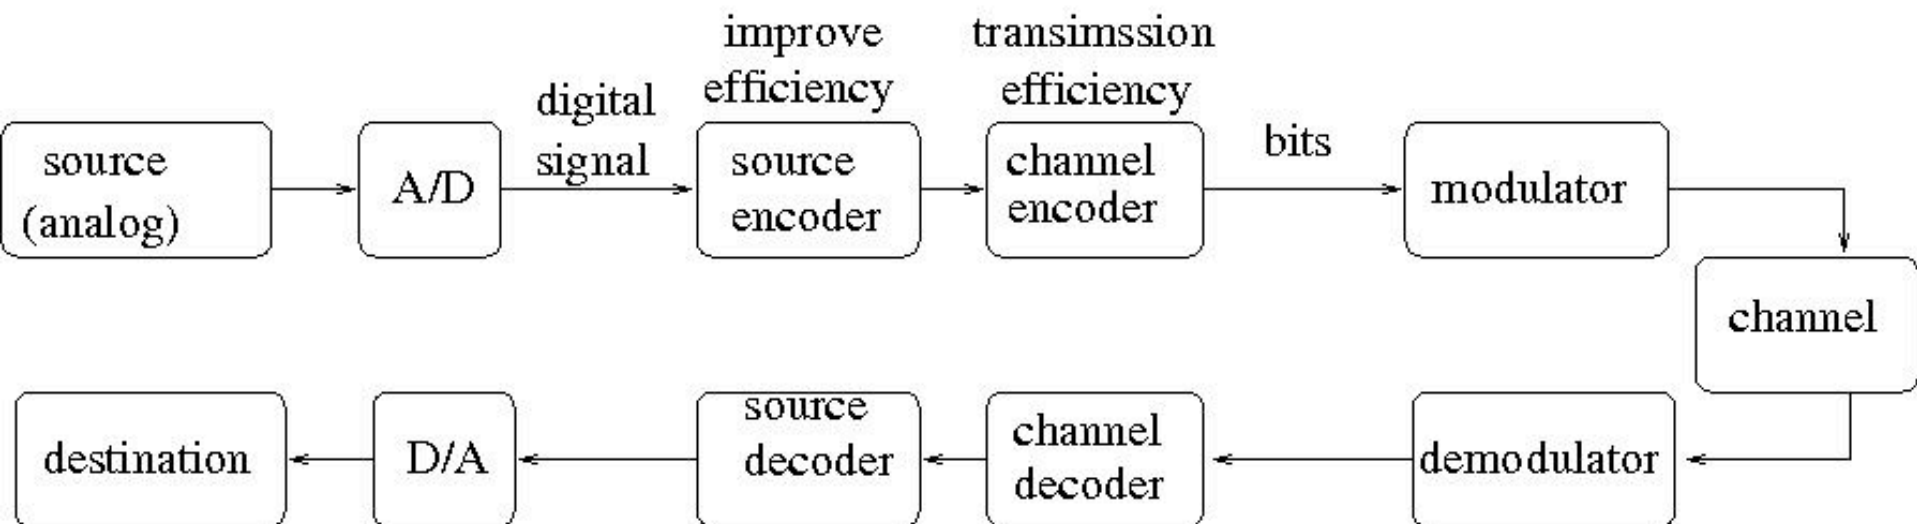 improve
efficiency
transimssion
efficiency
source
(analog)
A/D
digital
signal
source
encoder
channel
encoder
bits
modulator
channel
destination
D/A
source
decoder
channel
decoder
demodulator